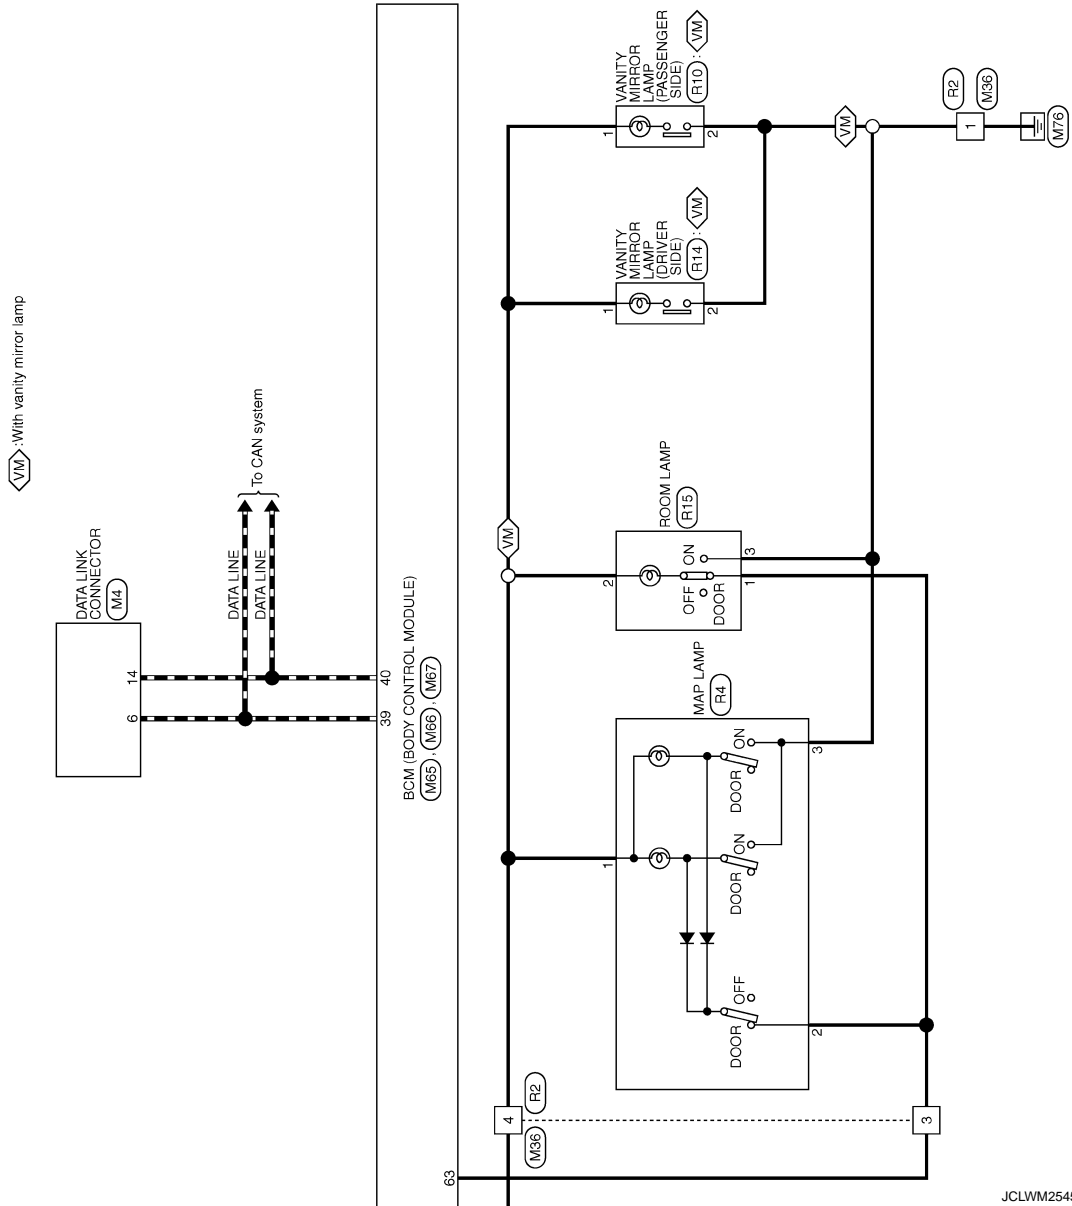 VM :With vanity mirror lamp
DATA LINK
CONNECTOR
M4
6
14
DATA LINE
DATA LINE
To CAN system
39
40
BCM (BODY CONTROL MODULE)
M65 , M66 , M67
63
M36
4
R2
VM
1
MAP LAMP
R4
DOOR
OFF
DOOR
ON
DOOR
ON
2
3
2
ROOM LAMP
R15
OFF
ON
DOOR
1
3
1
VANITY
MIRROR
LAMP
(DRIVER
SIDE)
R14 : VM
2
1
VANITY
MIRROR
LAMP
(PASSENGER
SIDE)
R10 : VM
2
VM
3
R2
M36
1
M76
JCLWM2545